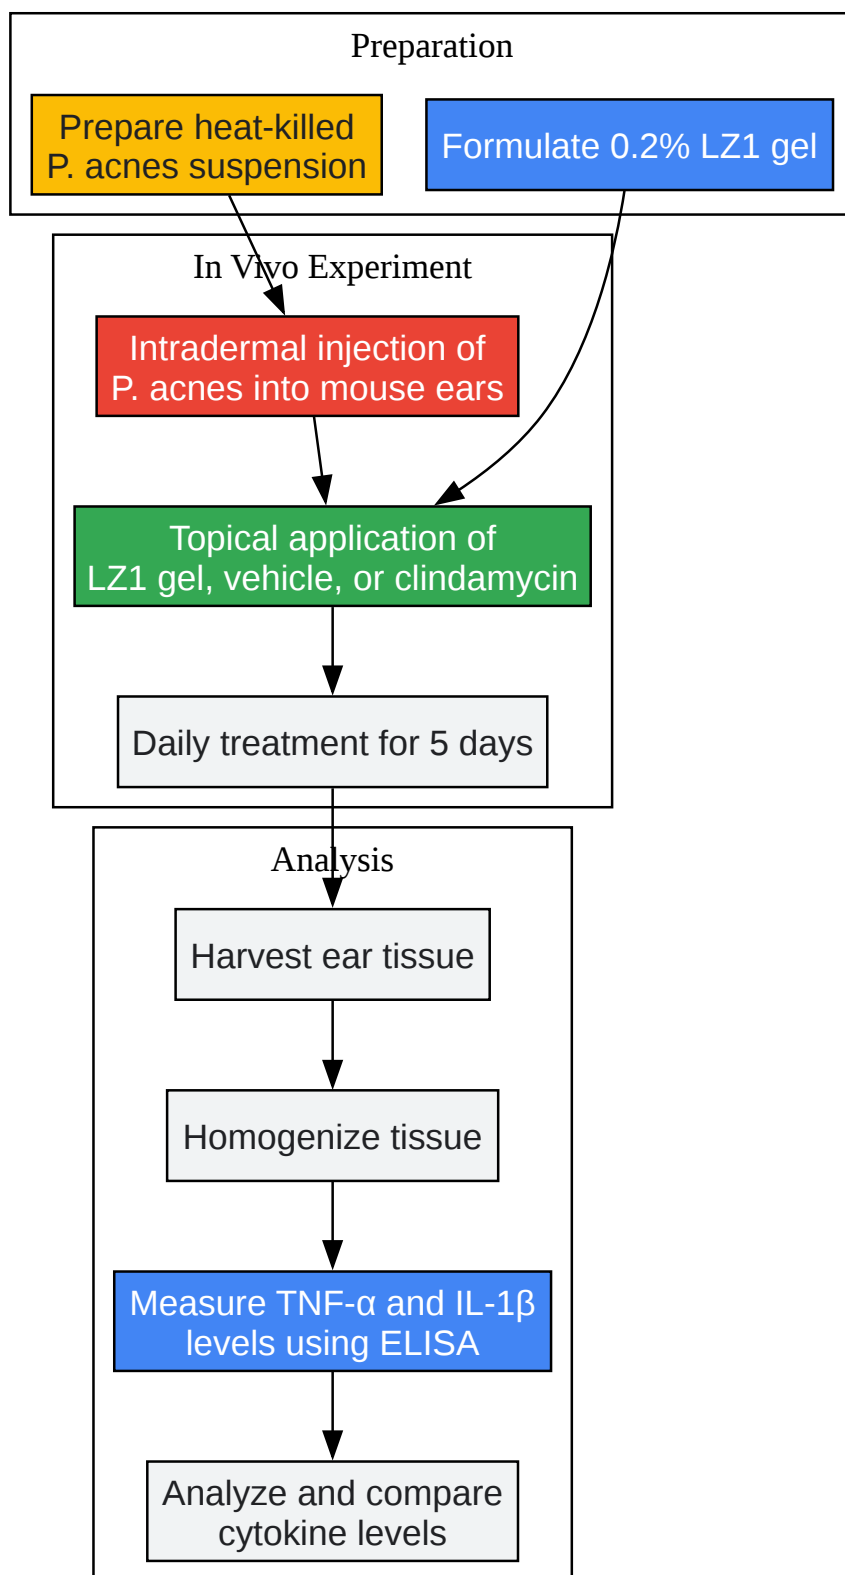 Preparation
Prepare heat-killed
P. acnes suspension
Formulate 0.2% LZ1 gel
In Vivo Experiment
Intradermal injection of
P. acnes into mouse ears
Topical application of
LZ1 gel, vehicle, or clindamycin
Daily treatment for 5 days
Analysis
Harvest ear tissue
Homogenize tissue
Measure TNF-α and IL-1β
levels using ELISA
Analyze and compare
cytokine levels